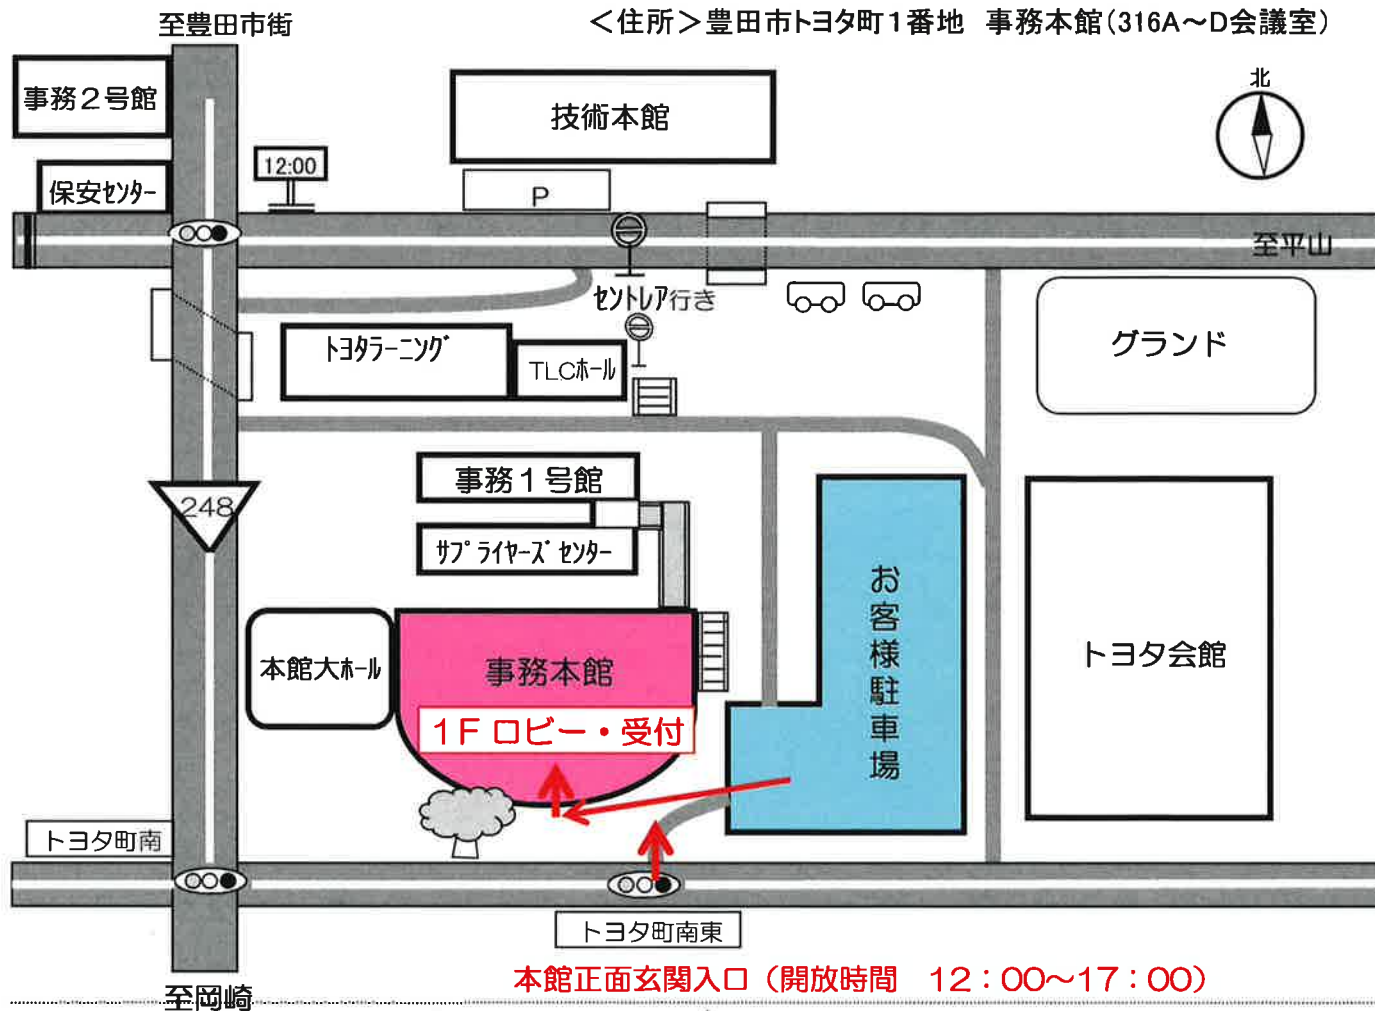 至豊田市街
＜住所＞豊田市トヨタ町１番地 事務本館（316A～D会議室）
事務２号館
技術本館
北
12:00
保安センター
P
至平山
セントレア行き
トヨタラーニング
TLCホール
グランド
事務１号館
248
サプライヤーズセンター
お客様駐車場
本館大ホール
事務本館
トヨタ会館
１F ロビー・受付
トヨタ町南
トヨタ町南東
本館正面玄関入口（開放時間　１２：００～１７：００）
至岡崎